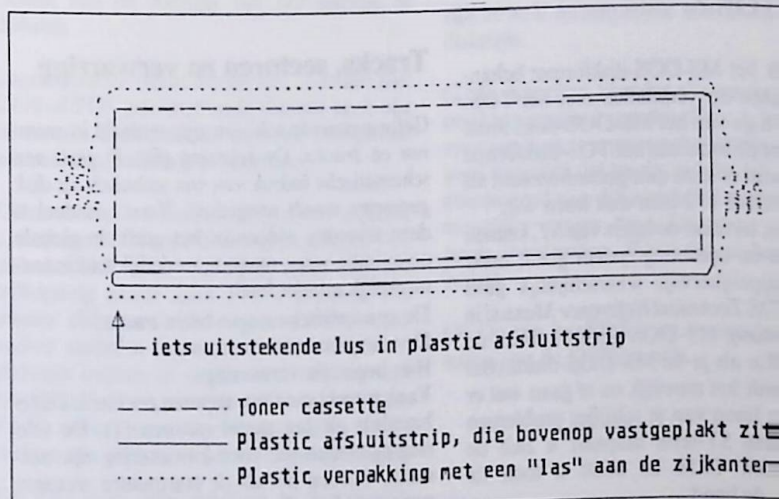 iets uitstekende lus in plastic afsluitstrip
Toner cassette
Plastic afsluitstrip, die bovenop vastgeplakt zit
Plastic verpakking met een "las" aan de zijkanten